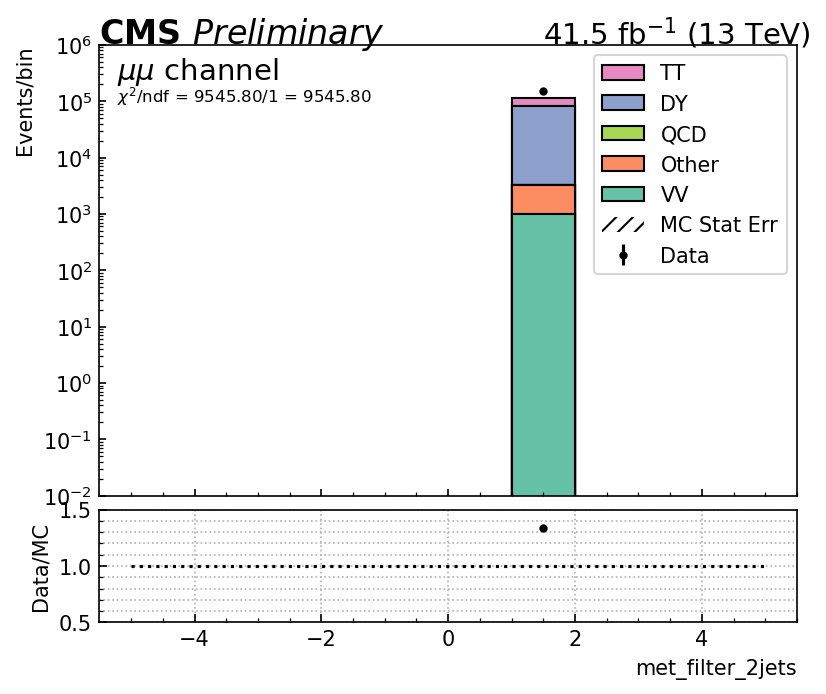 CMS Preliminary 41.5 fb⁻¹ (13 TeV)
Events/bin
μμ channel
χ²/ndf = 9545.80/1 = 9545.80
10⁶
10⁵
10⁴
10³
10²
10¹
10⁰
10⁻¹
10⁻²
TT
DY
QCD
Other
VV
MC Stat Err
Data
Data/MC
1.5
1.0
0.5
−4 −2 0 2 4
met_filter_2jets